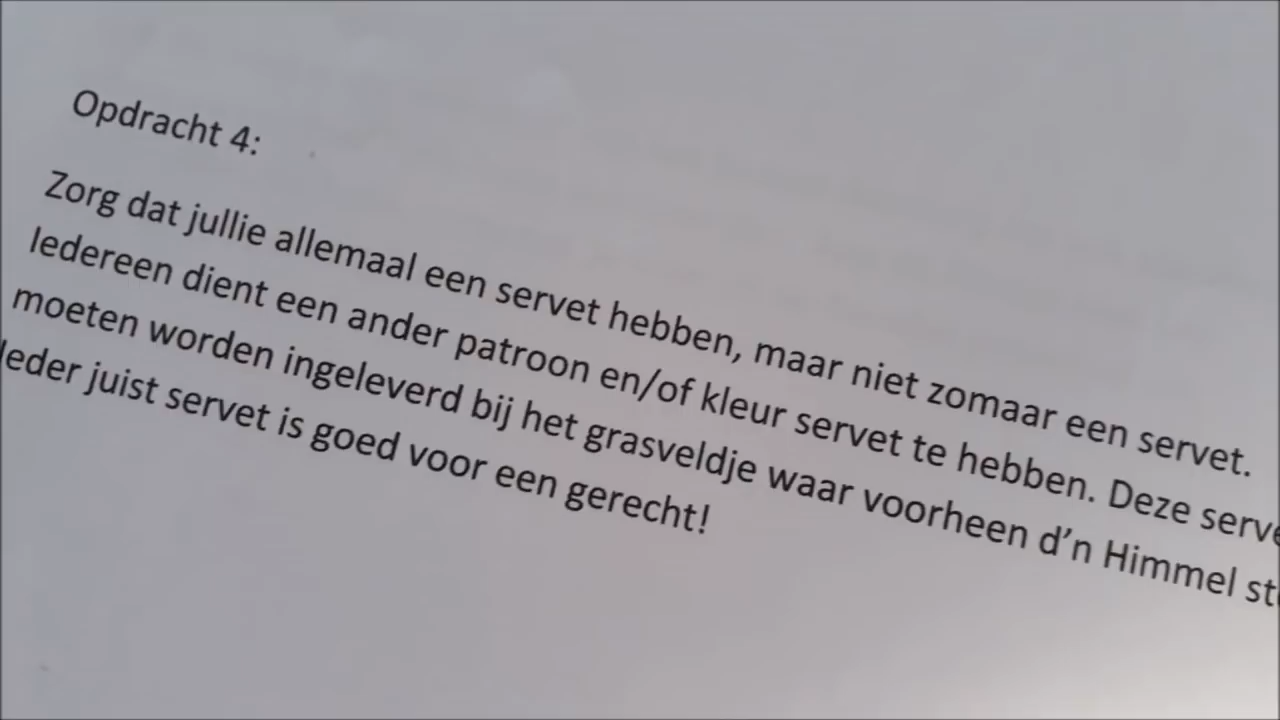 Opdracht 4:
Zorg dat jullie allemaal een servet hebben, maar niet zomaar een servet.
Iedereen dient een ander patroon en/of kleur servet te hebben. Deze
moeten worden ingeleverd bij het grasveldje waar voorheen d’n Himmel
Ieder juist servet is goed voor een gerecht!